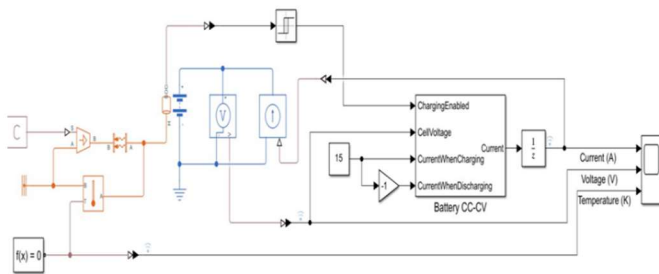 C
V
ChargingEnabled
CellVoltage
Current
15
CurrentWhenCharging
-1
CurrentWhenDischarging
Battery CC-CV
1
z
Current (A)
Voltage (V)
Temperature (K)
f(x) = 0